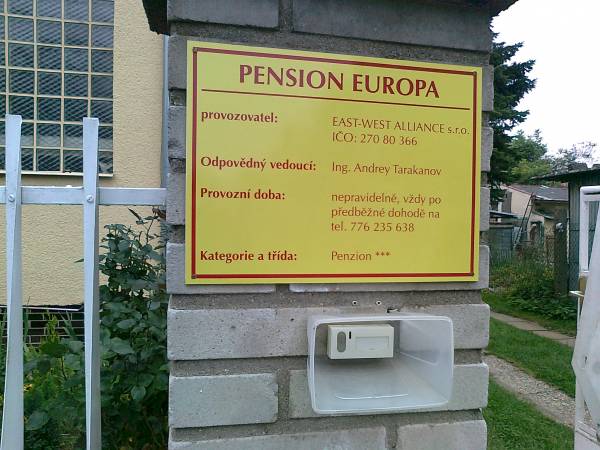 PENSION EUROPA
provozovatel: EAST-WEST ALLIANCE s.r.o.
IČO: 270 80 366
Odpovědný vedoucí: Ing. Andrey Tarakanov
Provozní doba: nepravidelně, vždy po
předběžné dohodě na
tel. 776 235 638
Kategorie a třída: Penzion ***